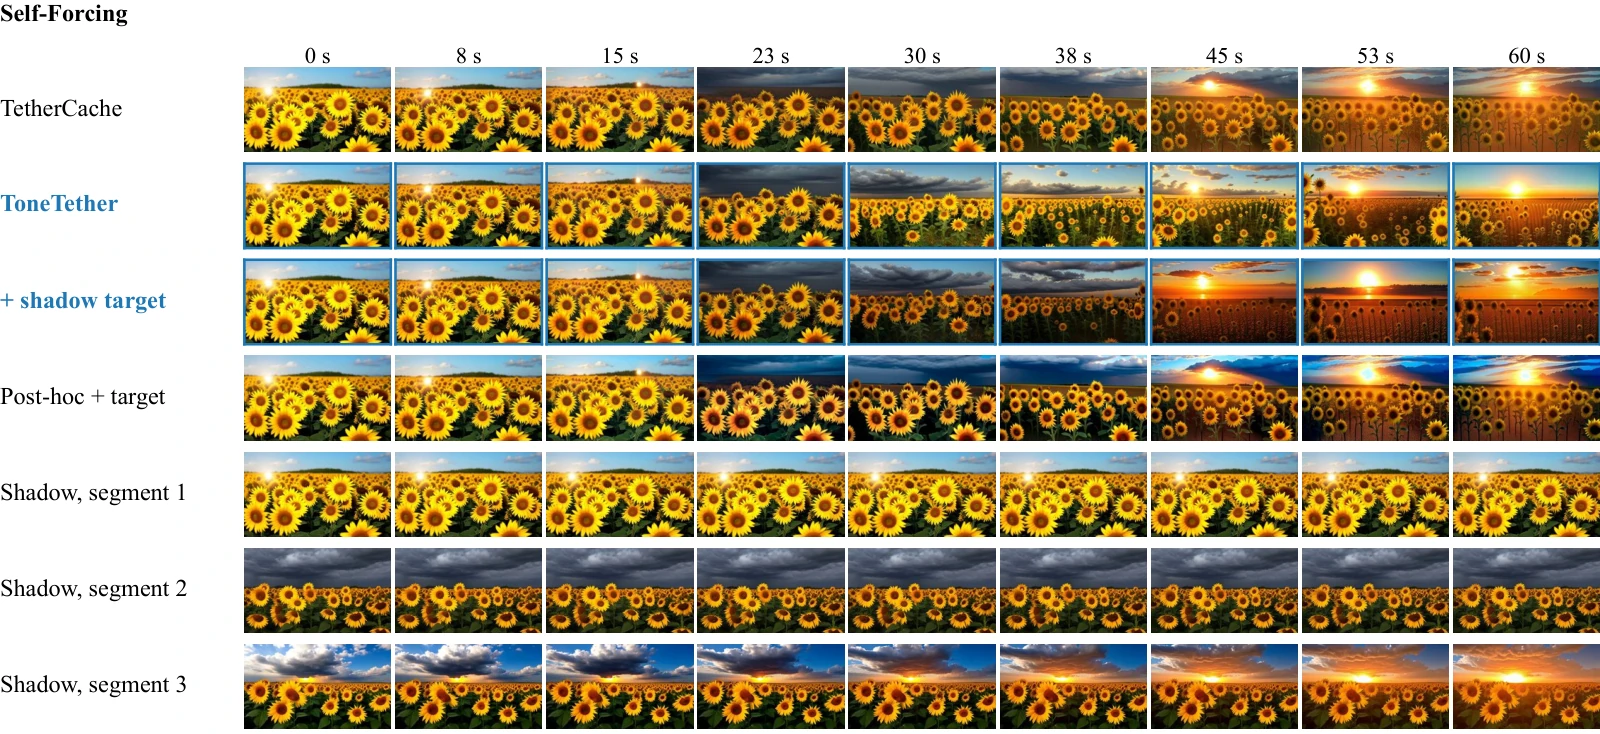 Self-Forcing
0 s 8 s 15 s 23 s 30 s 38 s 45 s 53 s 60 s
TetherCache
ToneTether
+ shadow target
Post-hoc + target
Shadow, segment 1
Shadow, segment 2
Shadow, segment 3